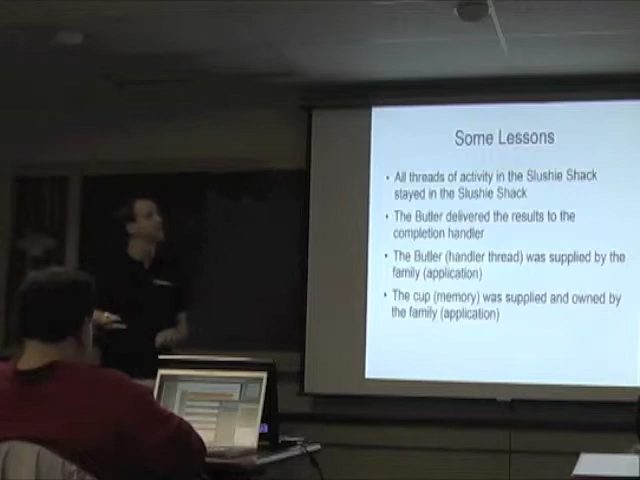 Some Lessons
• All threads of activity in the Slushie Shack
stayed in the Slushie Shack
• The Butler delivered the results to the
completion handler
• The Butler (handler thread) was supplied by the
family (application)
• The cup (memory) was supplied and owned by
the family (application)